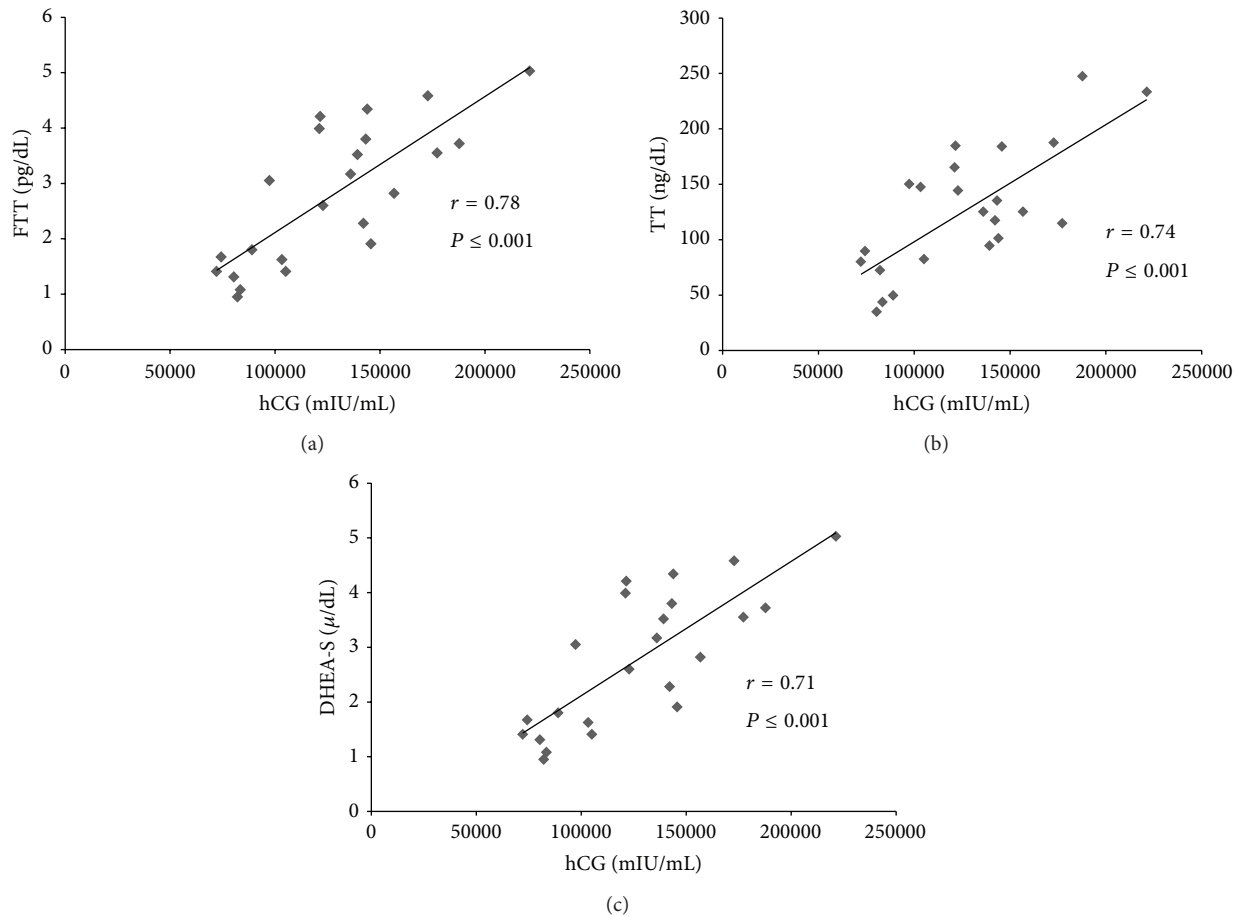 6
5
4
3
2
1
0
FTT (pg/dL)
r = 0.78
P ≤ 0.001
0 50000 100000 150000 200000 250000
hCG (mIU/mL)
(a)
300
250
200
150
100
50
0
TT (ng/dL)
r = 0.74
P ≤ 0.001
0 50000 100000 150000 200000 250000
hCG (mIU/mL)
(b)
6
5
4
3
2
1
0
DHEA-S (μ/dL)
r = 0.71
P ≤ 0.001
0 50000 100000 150000 200000 250000
hCG (mIU/mL)
(c)